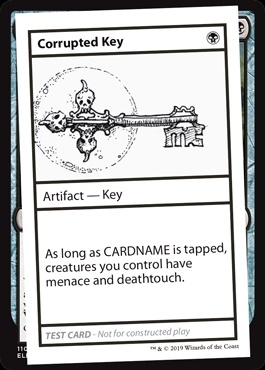 Corrupted Key
Artifact — Key
As long as CARDNAME is tapped,
creatures you control have
menace and deathtouch.
TEST CARD - Not for constructed play
™ & © 2019 Wizards of the Coast